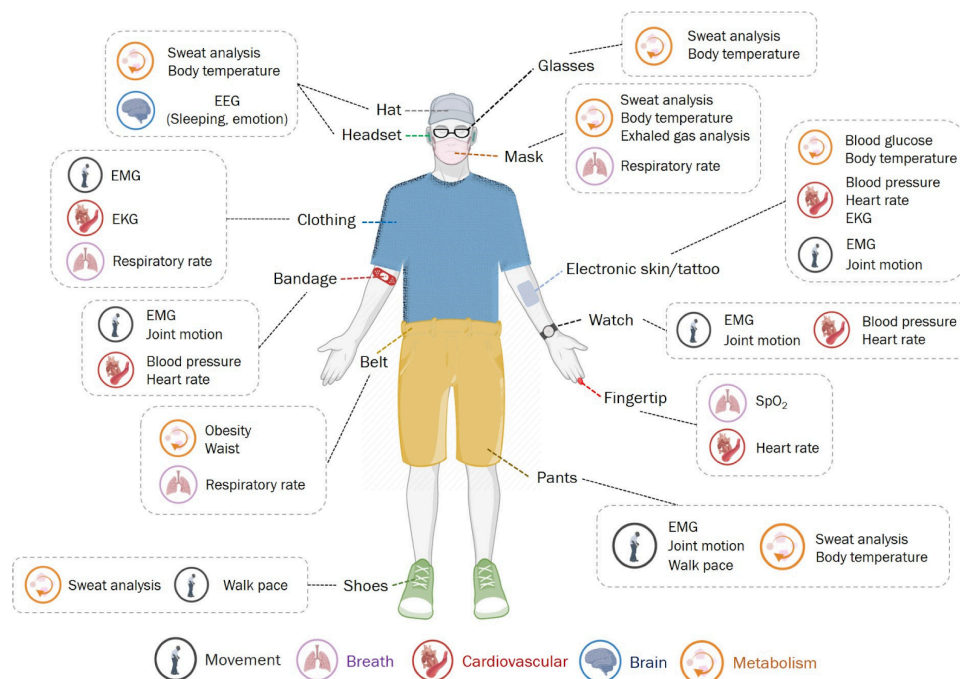 Sweat analysis
Body temperature
EEG
(Sleeping, emotion)
Hat
Headset
Glasses
Sweat analysis
Body temperature
Mask
Sweat analysis
Body temperature
Exhaled gas analysis
Respiratory rate
EMG
EKG
Respiratory rate
Clothing
Blood glucose
Body temperature
Blood pressure
Heart rate
EKG
EMG
Joint motion
Electronic skin/tattoo
Bandage
EMG
Joint motion
Blood pressure
Heart rate
Watch
EMG
Joint motion
Blood pressure
Heart rate
Belt
Obesity
Waist
Respiratory rate
Fingertip
SpO₂
Heart rate
Pants
EMG
Joint motion
Walk pace
Sweat analysis
Body temperature
Sweat analysis
Walk pace
Shoes
Movement
Breath
Cardiovascular
Brain
Metabolism